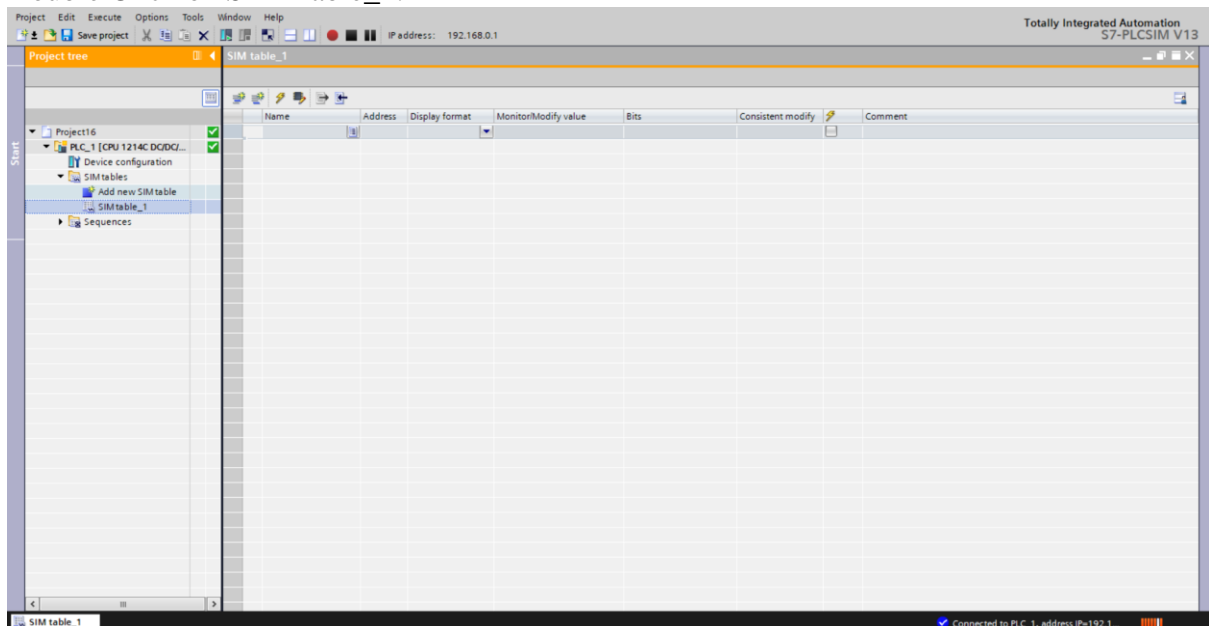 Project Edit Execute Options Tools Window Help
Totally Integrated Automation
S7-PLCSIM V13
Save project
IP address: 192.168.0.1
Project tree
SIM table_1
Name Address Display format Monitor/Modify value Bits Consistent modify Comment
Project16
PLC_1 [CPU 1214C DC/DC/...
Device configuration
SIM tables
Add new SIM table
SIM table_1
Sequences
Start
SIM table_1
Connected to PLC_1, address IP=192.1...